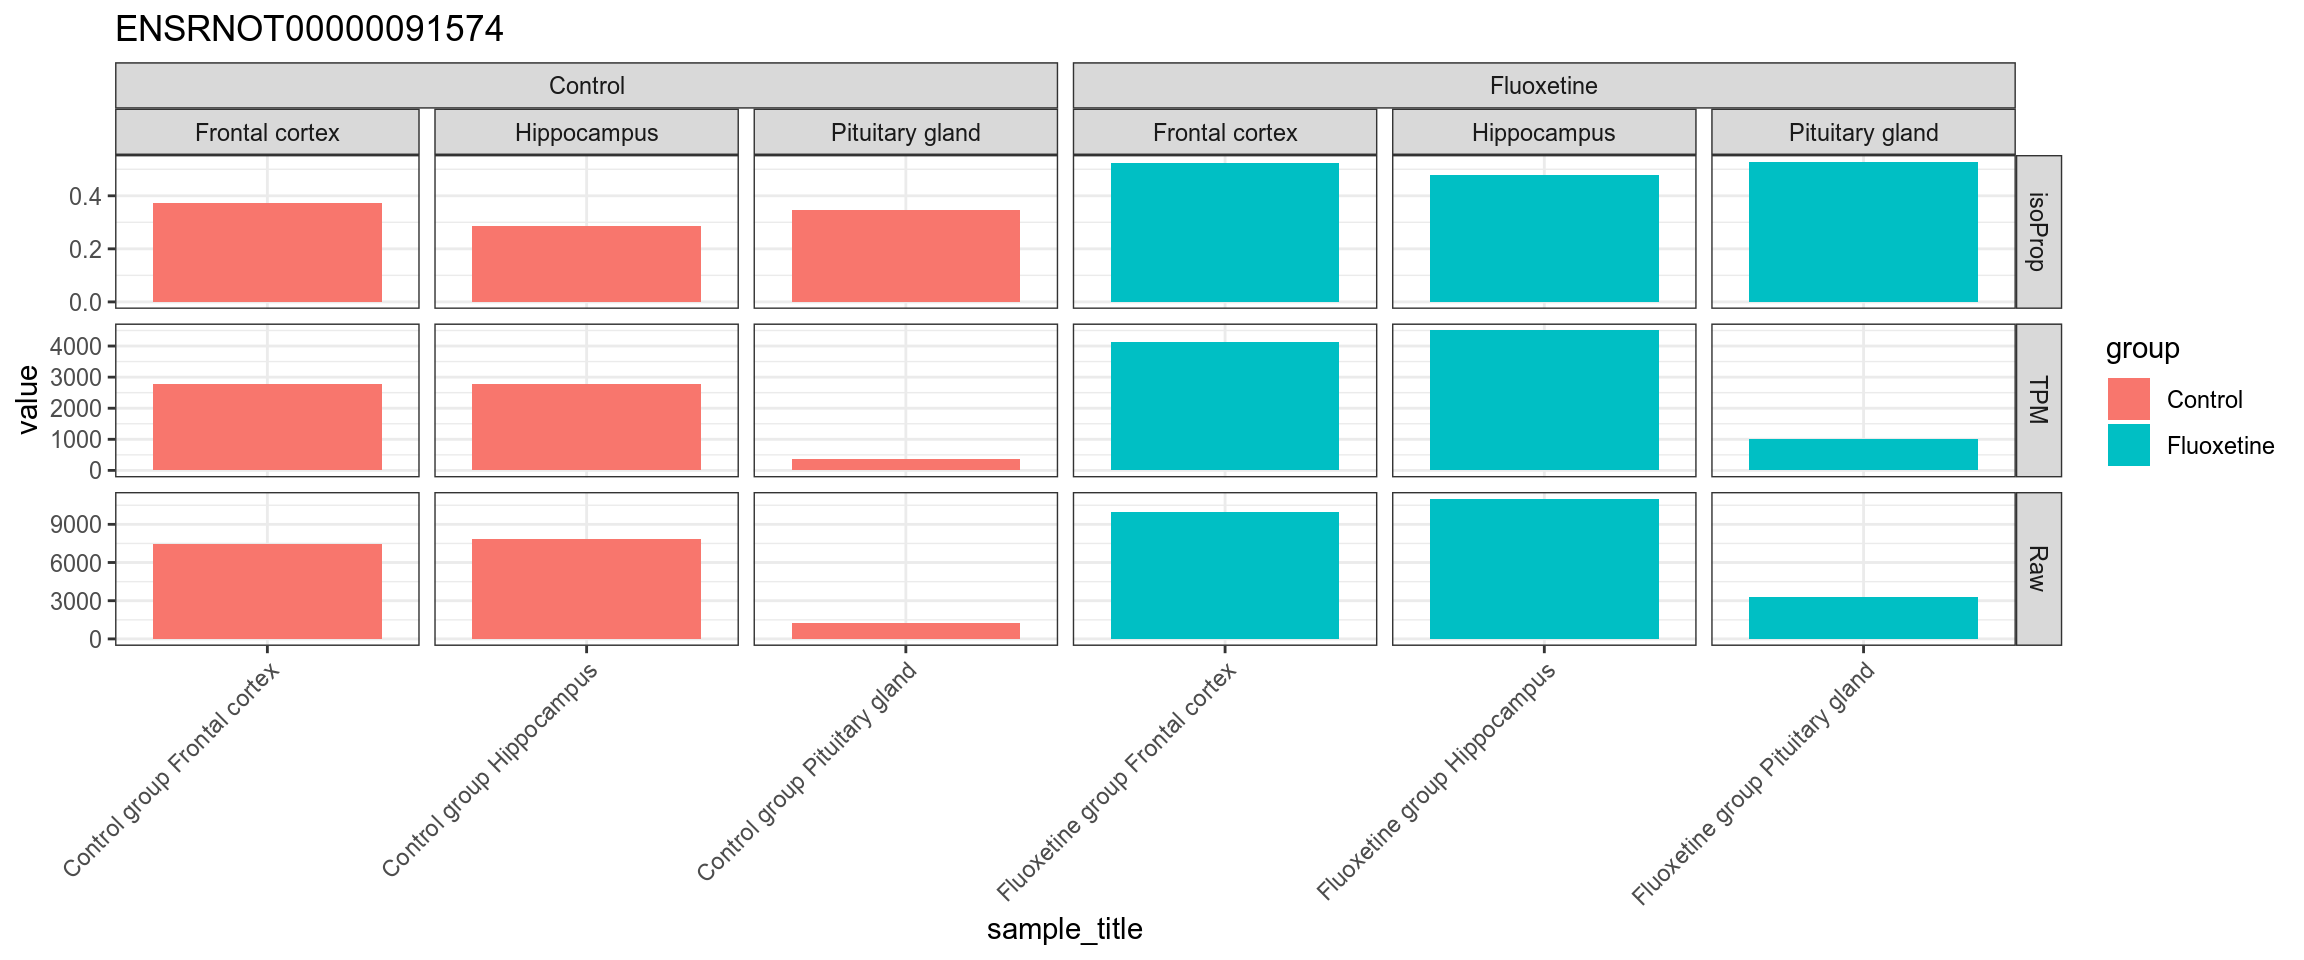 ENSRNOT00000091574
Control
Fluoxetine
Frontal cortex
Hippocampus
Pituitary gland
Frontal cortex
Hippocampus
Pituitary gland
0.4
0.2
0.0
isoProp
4000
3000
2000
1000
0
TPM
9000
6000
3000
0
Raw
value
Control group Frontal cortex
Control group Hippocampus
Control group Pituitary gland
Fluoxetine group Frontal cortex
Fluoxetine group Hippocampus
Fluoxetine group Pituitary gland
sample_title
group
Control
Fluoxetine